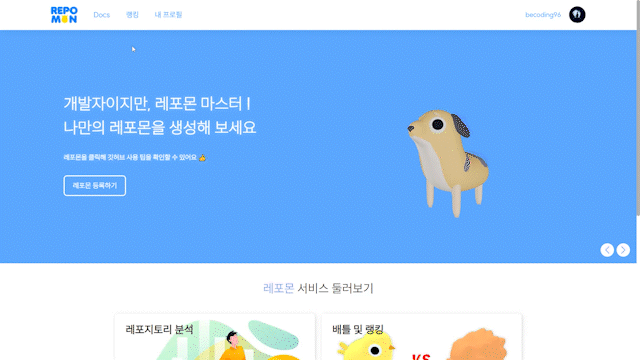 REPO
MON
Docs
랭킹
내 프로필
becoding96
개발자이지만, 레포몬 마스터 I
나만의 레포몬을 생성해 보세요
레포몬을 클릭해 깃허브 사용 팁을 확인할 수 있어요
레포몬 등록하기
레포몬 서비스 둘러보기
레포지토리 분석
배틀 및 랭킹
VS